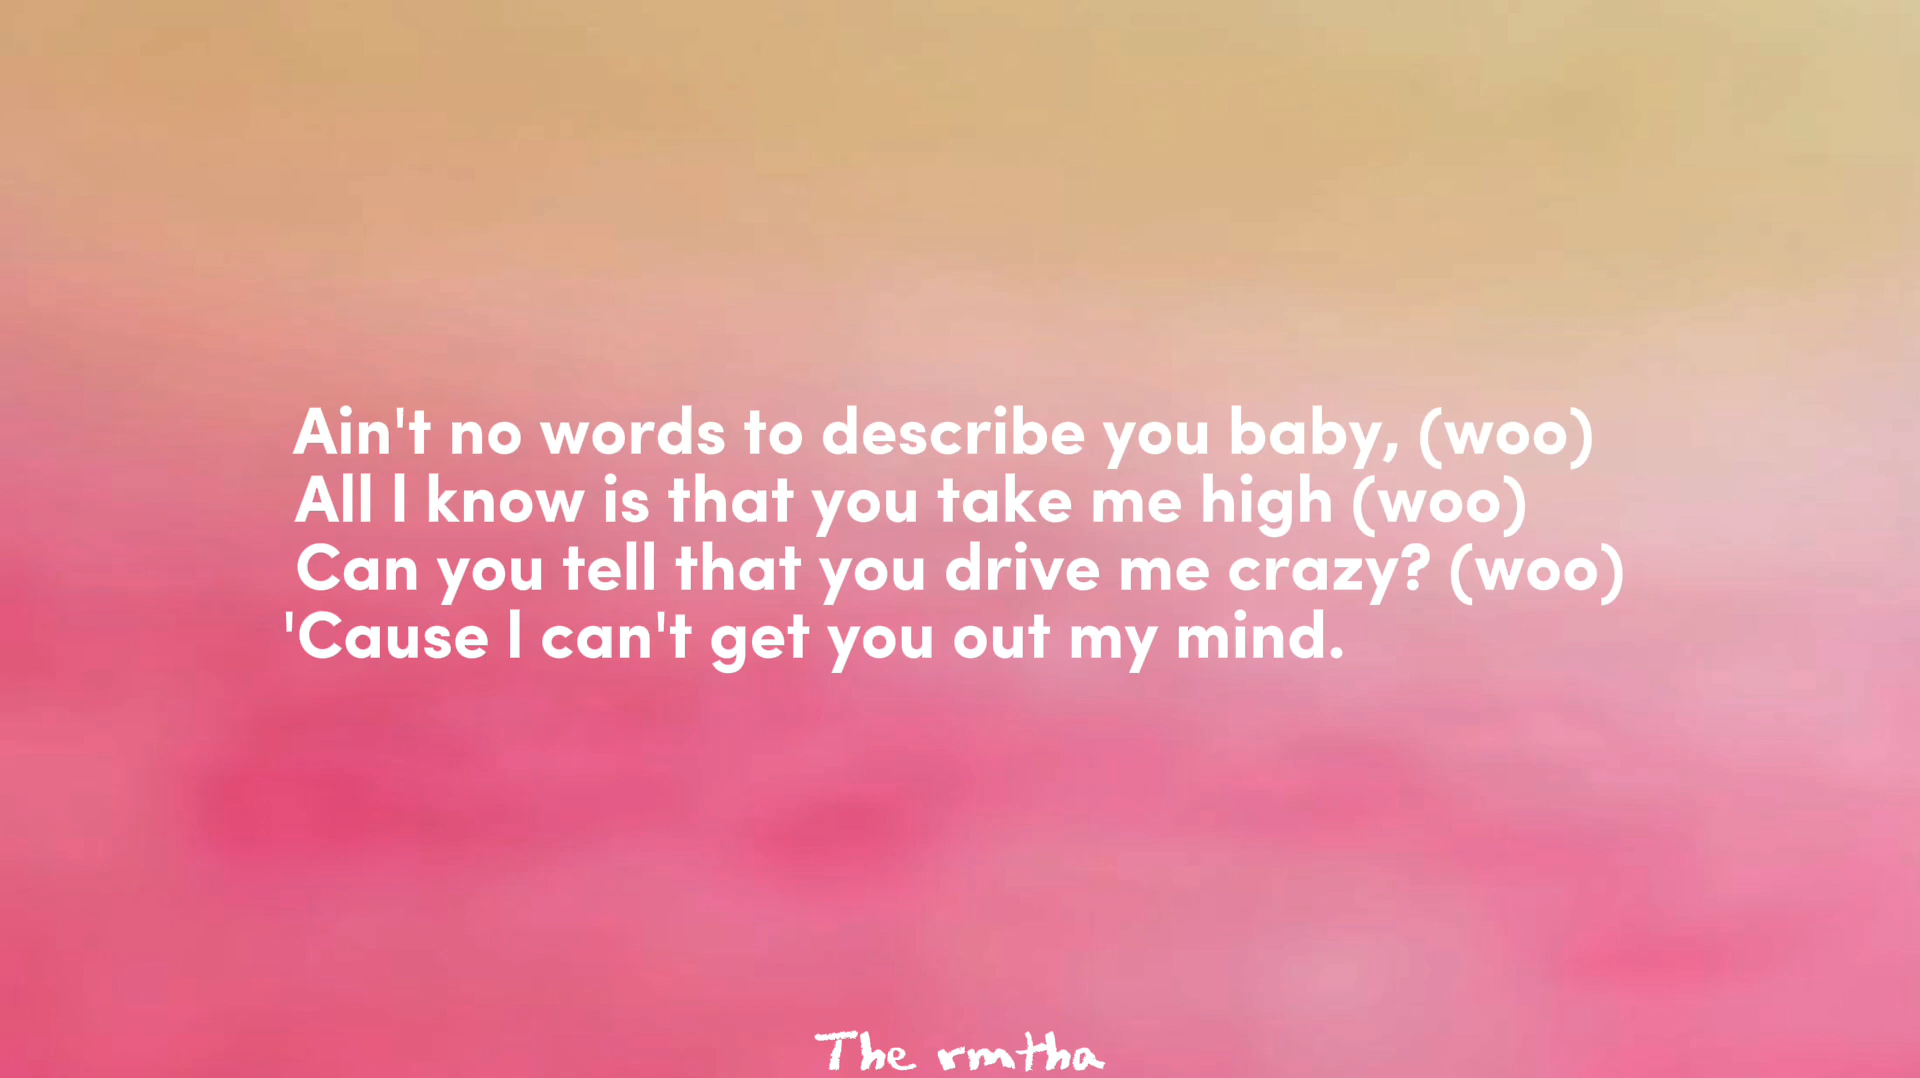 Ain't no words to describe you baby, (woo)
All I know is that you take me high (woo)
Can you tell that you drive me crazy? (woo)
'Cause I can't get you out my mind.
The rmtha